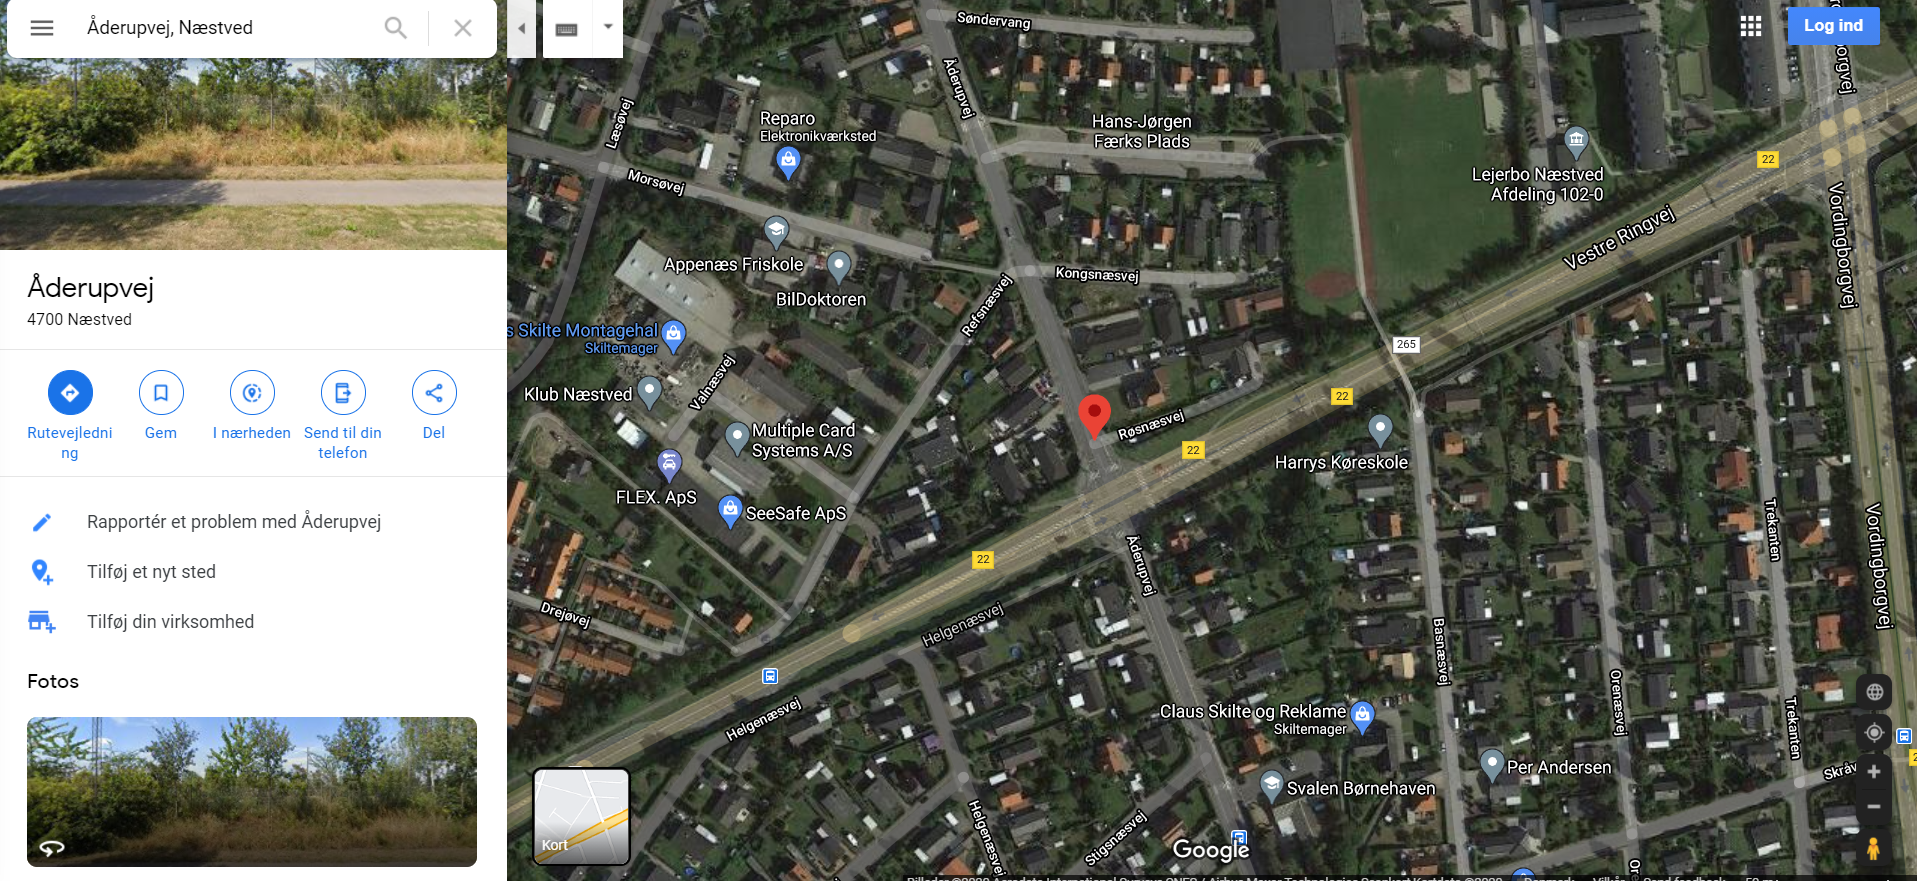 Åderupvej, Næstved
Log ind
Åderupvej
4700 Næstved
Rutevejledni
ng
Gem
I nærheden
Send til din
telefon
Del
Rapportér et problem med Åderupvej
Tilføj et nyt sted
Tilføj din virksomhed
Fotos
Søndervang
Åderupvej
Læsøvej
Reparo
Elektronikværksted
Hans-Jørgen
Færks Plads
Morsøvej
22
Lejerbo Næstved
Afdeling 102-0
Vordingborgvej
Vestre Ringvej
Appenæs Friskole
BilDoktoren
Kongsnæsvej
Refsnæsvej
s Skilte Montagehal
Skiltemager
265
Valnæsvej
Klub Næstved
22
Røsnæsvej
Multiple Card
Systems A/S
22
Harrys Køreskole
FLEX. ApS
SeeSafe ApS
Trekanten
Vordingborgvej
22
Åderupvej
Drejøvej
Helgenæsvej
Basnæsvej
Orenæsvej
Trekanten
Helgenæsvej
Claus Skilte og Reklame
Skiltemager
Per Andersen
Skråv
Svalen Børnehaven
Helgenæsvej
Stigsnæsvej
Kort
Google